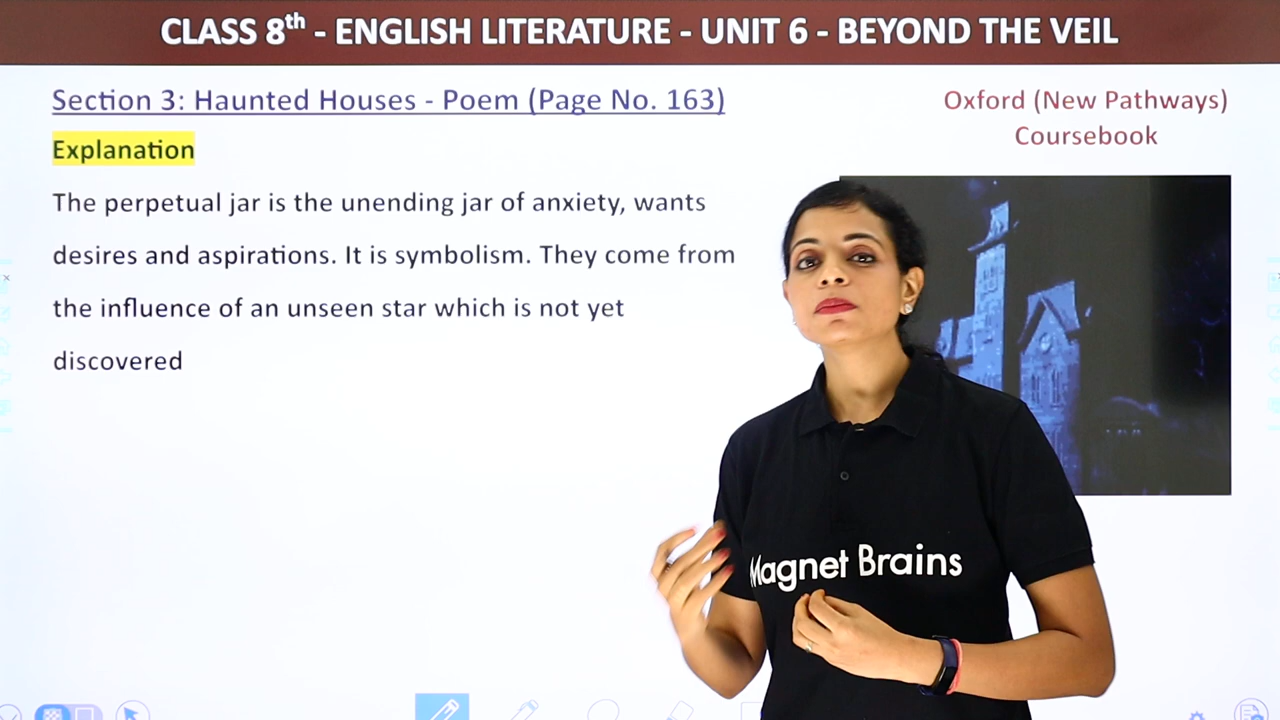 CLASS 8th - ENGLISH LITERATURE - UNIT 6 - BEYOND THE VEIL
Section 3: Haunted Houses - Poem (Page No. 163)
Oxford (New Pathways)
Coursebook
Explanation
The perpetual jar is the unending jar of anxiety, wants
desires and aspirations. It is symbolism. They come from
the influence of an unseen star which is not yet
discovered
Magnet Brains